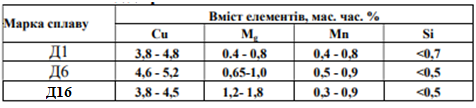 Марка сплаву Вміст елементів, мас. час. %
Cu Mg Mn Si
Д1 3,8 - 4,8 0.4 - 0,8 0,4 - 0,8 <0,7
Д6 4,6 - 5,2 0,65-1,0 0,5 - 0,9 <0,5
Д16 3,8 - 4,5 1,2- 1,8 0,3 - 0,9 <0,5